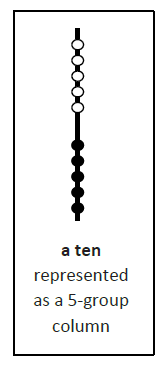 a ten
represented
as a 5-group
column